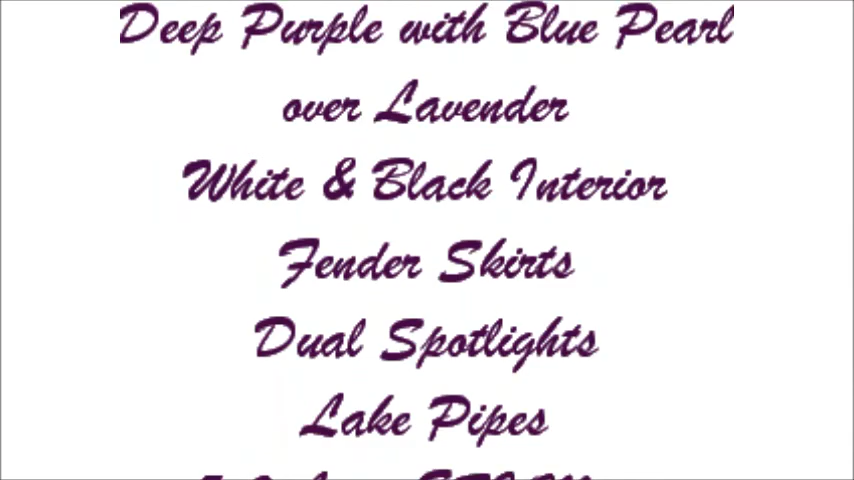 Deep Purple with Blue Pearl
over Lavender
White & Black Interior
Fender Skirts
Dual Spotlights
Lake Pipes